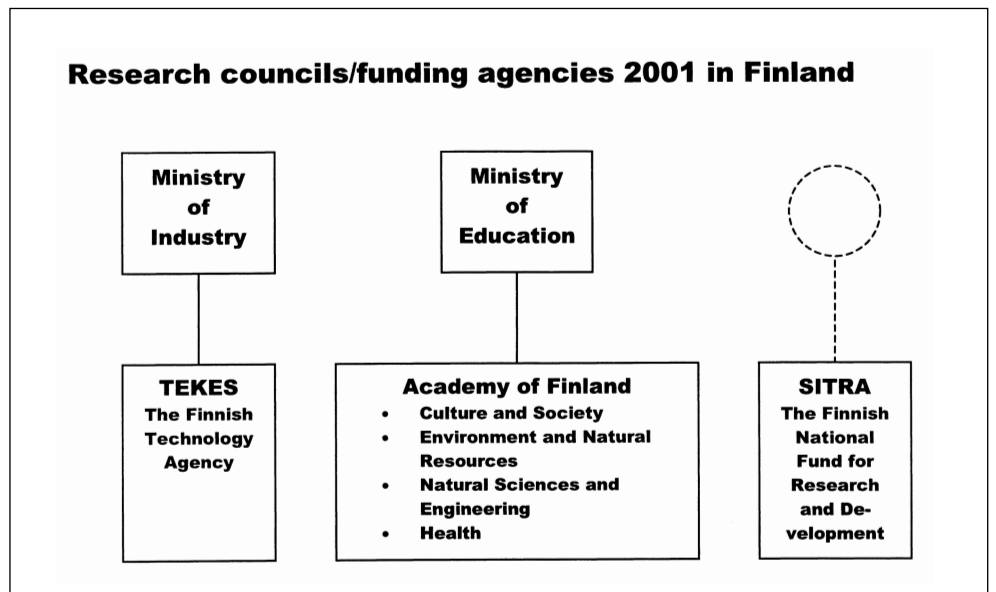 Research councils/funding agencies 2001 in Finland
Ministry
of
Industry
Ministry
of
Education
TEKES
The Finnish
Technology
Agency
Academy of Finland
• Culture and Society
• Environment and Natural
Resources
• Natural Sciences and
Engineering
• Health
SITRA
The Finnish
National
Fund for
Research
and De-
velopment